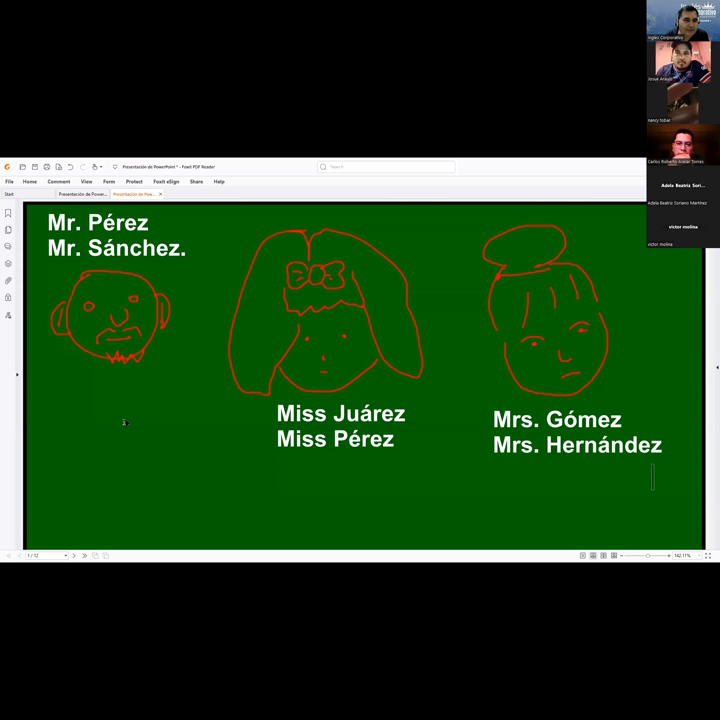 Inglés Corporativo
Josue Araujo
nancy tobar
Carlos Roberto Aviılar Torres
Adela Beatriz Sori...
Adela Beatriz Soriano Martínez
victor molina
victor molina
Presentación de PowerPoint * - Foxit PDF Reader
Search
File Home Comment View Form Protect Foxit eSign Share Help
Start
Presentación de Power...
Presentación de Pow...
Mr. Pérez
Mr. Sánchez.
Miss Juárez
Miss Pérez
Mrs. Gómez
Mrs. Hernández
1 / 12
142.11%